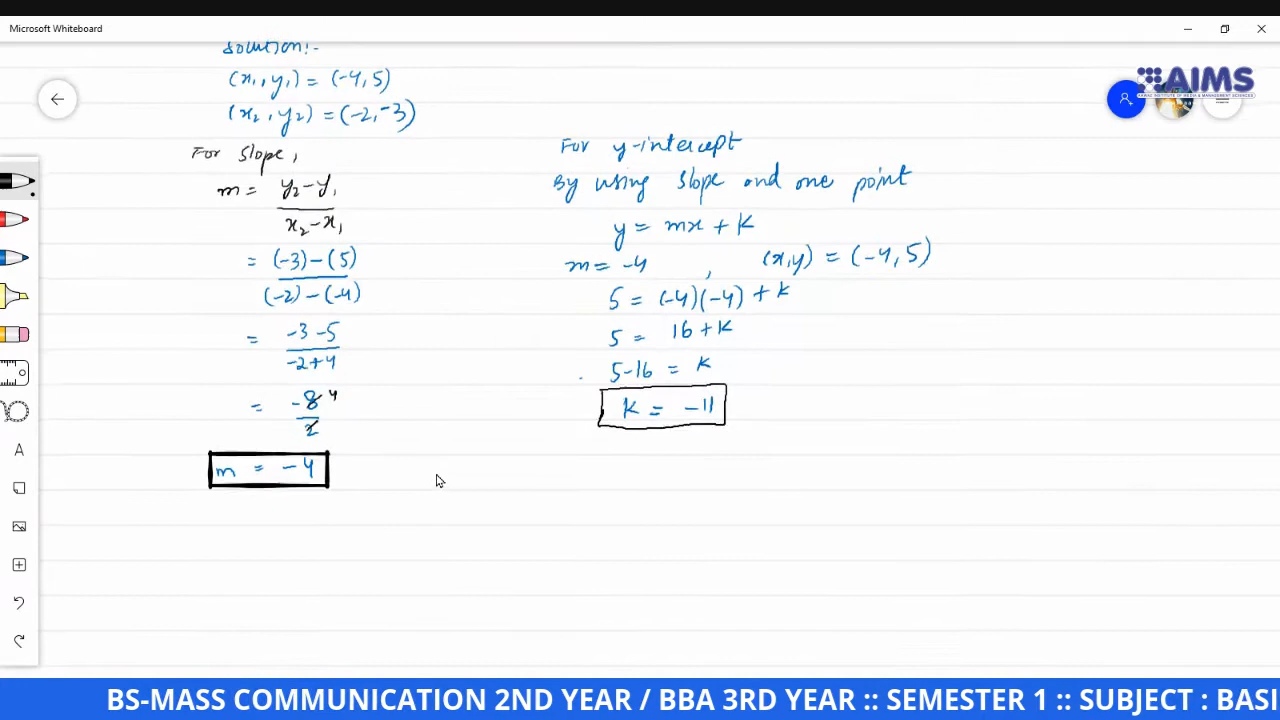 Microsoft Whiteboard
Solution:-
(x₁, y₁) = (-4, 5)
(x₂, y₂) = (-2, -3)
For Slope,
m = y₂ - y₁
x₂ - x₁
= (-3) - (5)
(-2) - (-4)
= -3 - 5
-2 + 4
= -8 4
2
m = -4
For y-intercept
By using slope and one point
y = mx + k
m = -4 , (x,y) = (-4, 5)
5 = (-4)(-4) + k
5 = 16 + k
5-16 = k
k = -11
AIMS
A
BS-MASS COMMUNICATION 2ND YEAR / BBA 3RD YEAR :: SEMESTER 1 :: SUBJECT : BASI